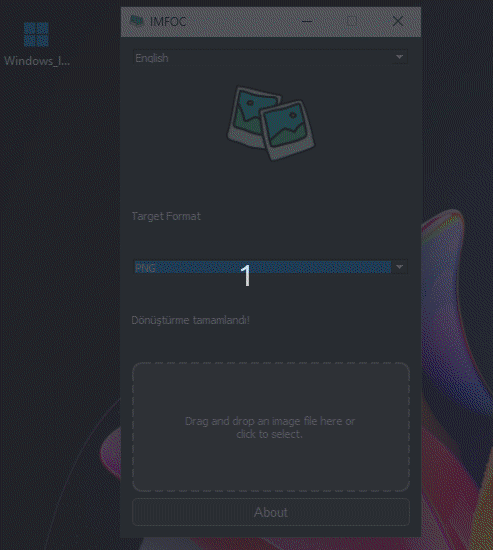 IMFOC
Windows_I...
English
Target Format
PNG
1
Dönüştürme tamamlandı!
Drag and drop an image file here or
click to select.
About